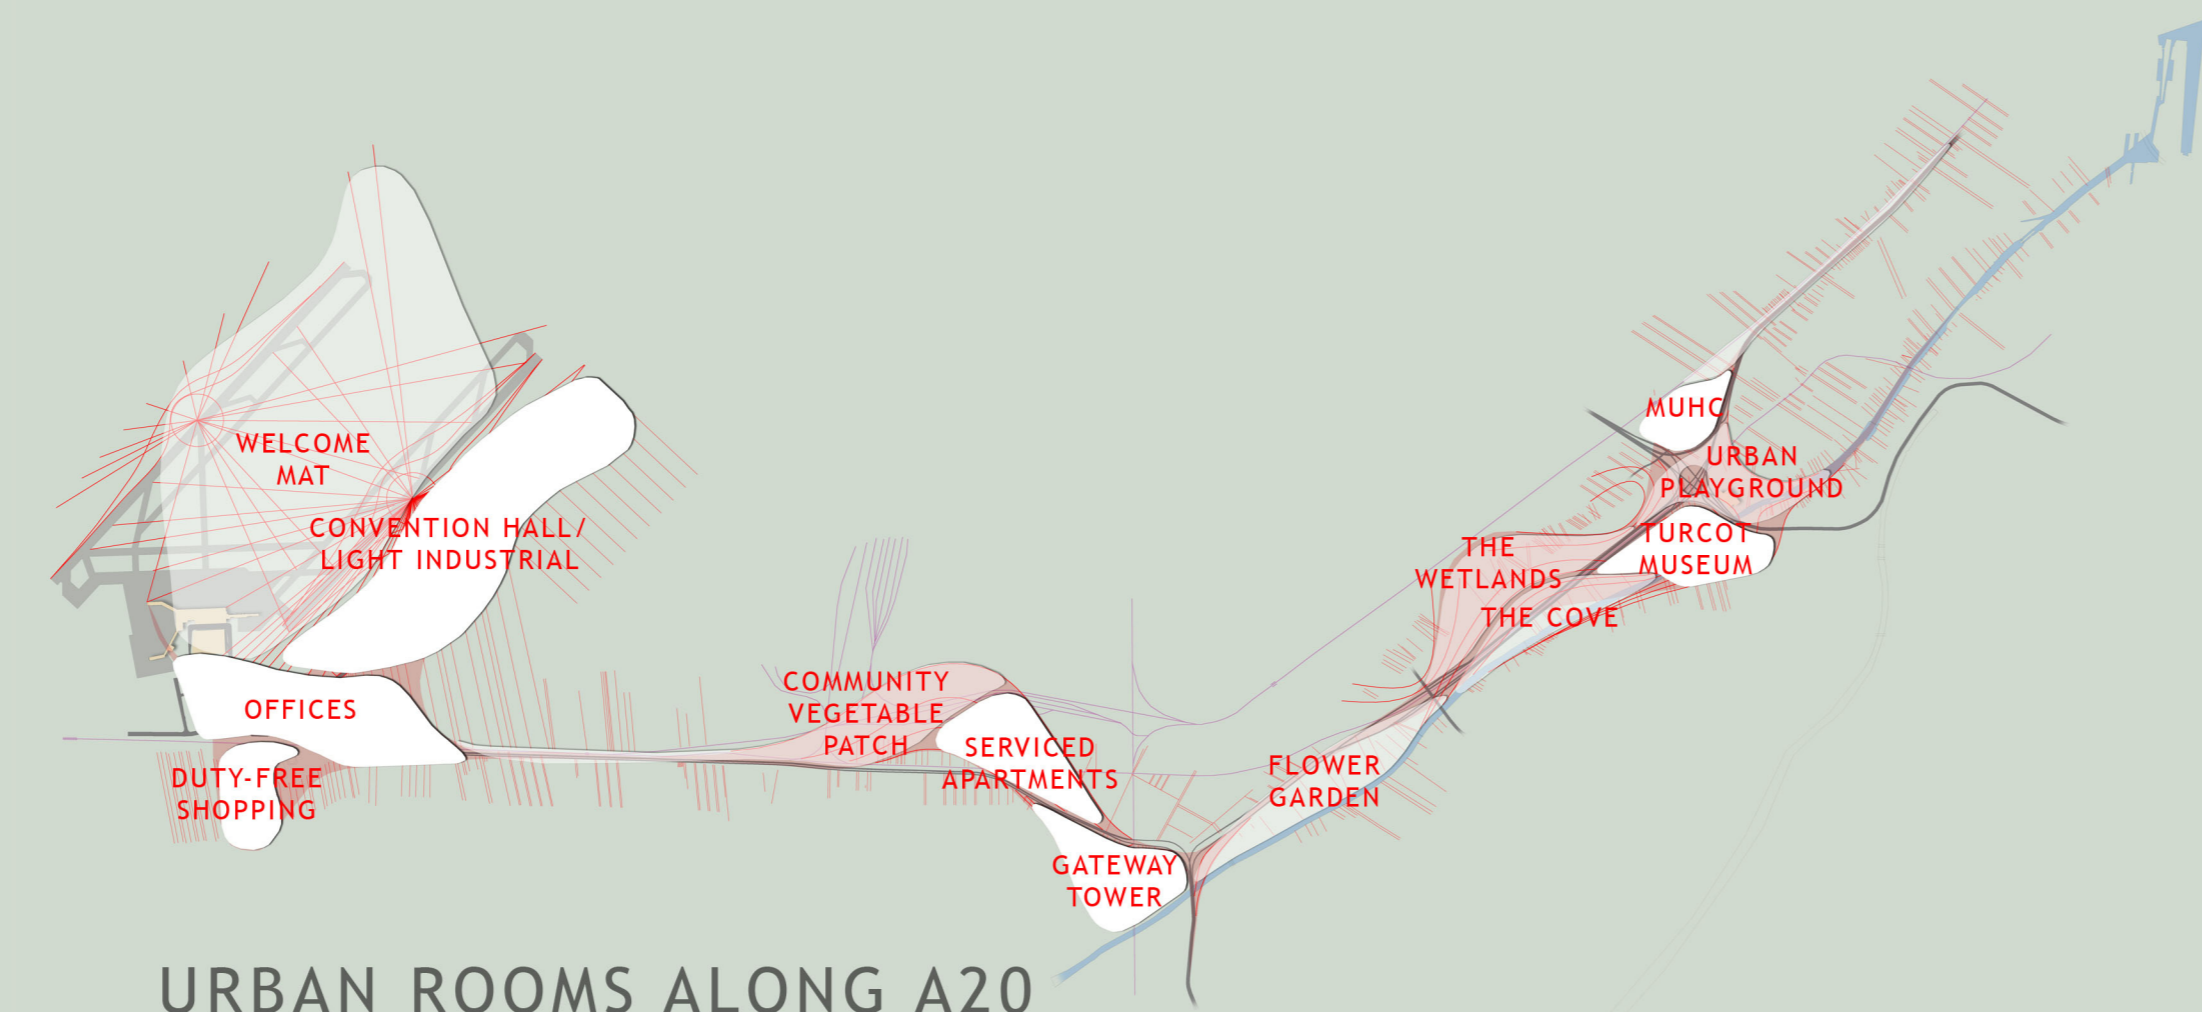 WELCOME
MAT
CONVENTION HALL/
LIGHT INDUSTRIAL
OFFICES
DUTY-FREE
SHOPPING
COMMUNITY
VEGETABLE
PATCH
SERVICED
APARTMENTS
GATEWAY
TOWER
FLOWER
GARDEN
THE
WETLANDS
THE COVE
MUHC
URBAN
PLAYGROUND
TURCOT
MUSEUM
URBAN ROOMS ALONG A20